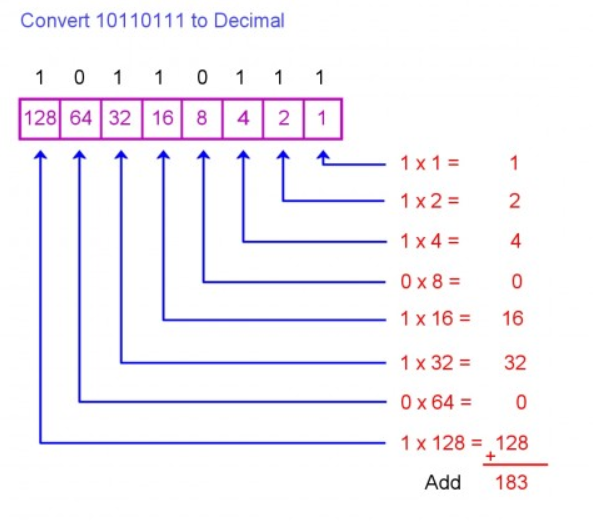 Convert 10110111 to Decimal
1 0 1 1 0 1 1 1
128 64 32 16 8 4 2 1
1 x 1 = 1
1 x 2 = 2
1 x 4 = 4
0 x 8 = 0
1 x 16 = 16
1 x 32 = 32
0 x 64 = 0
1 x 128 = 128
+
Add 183